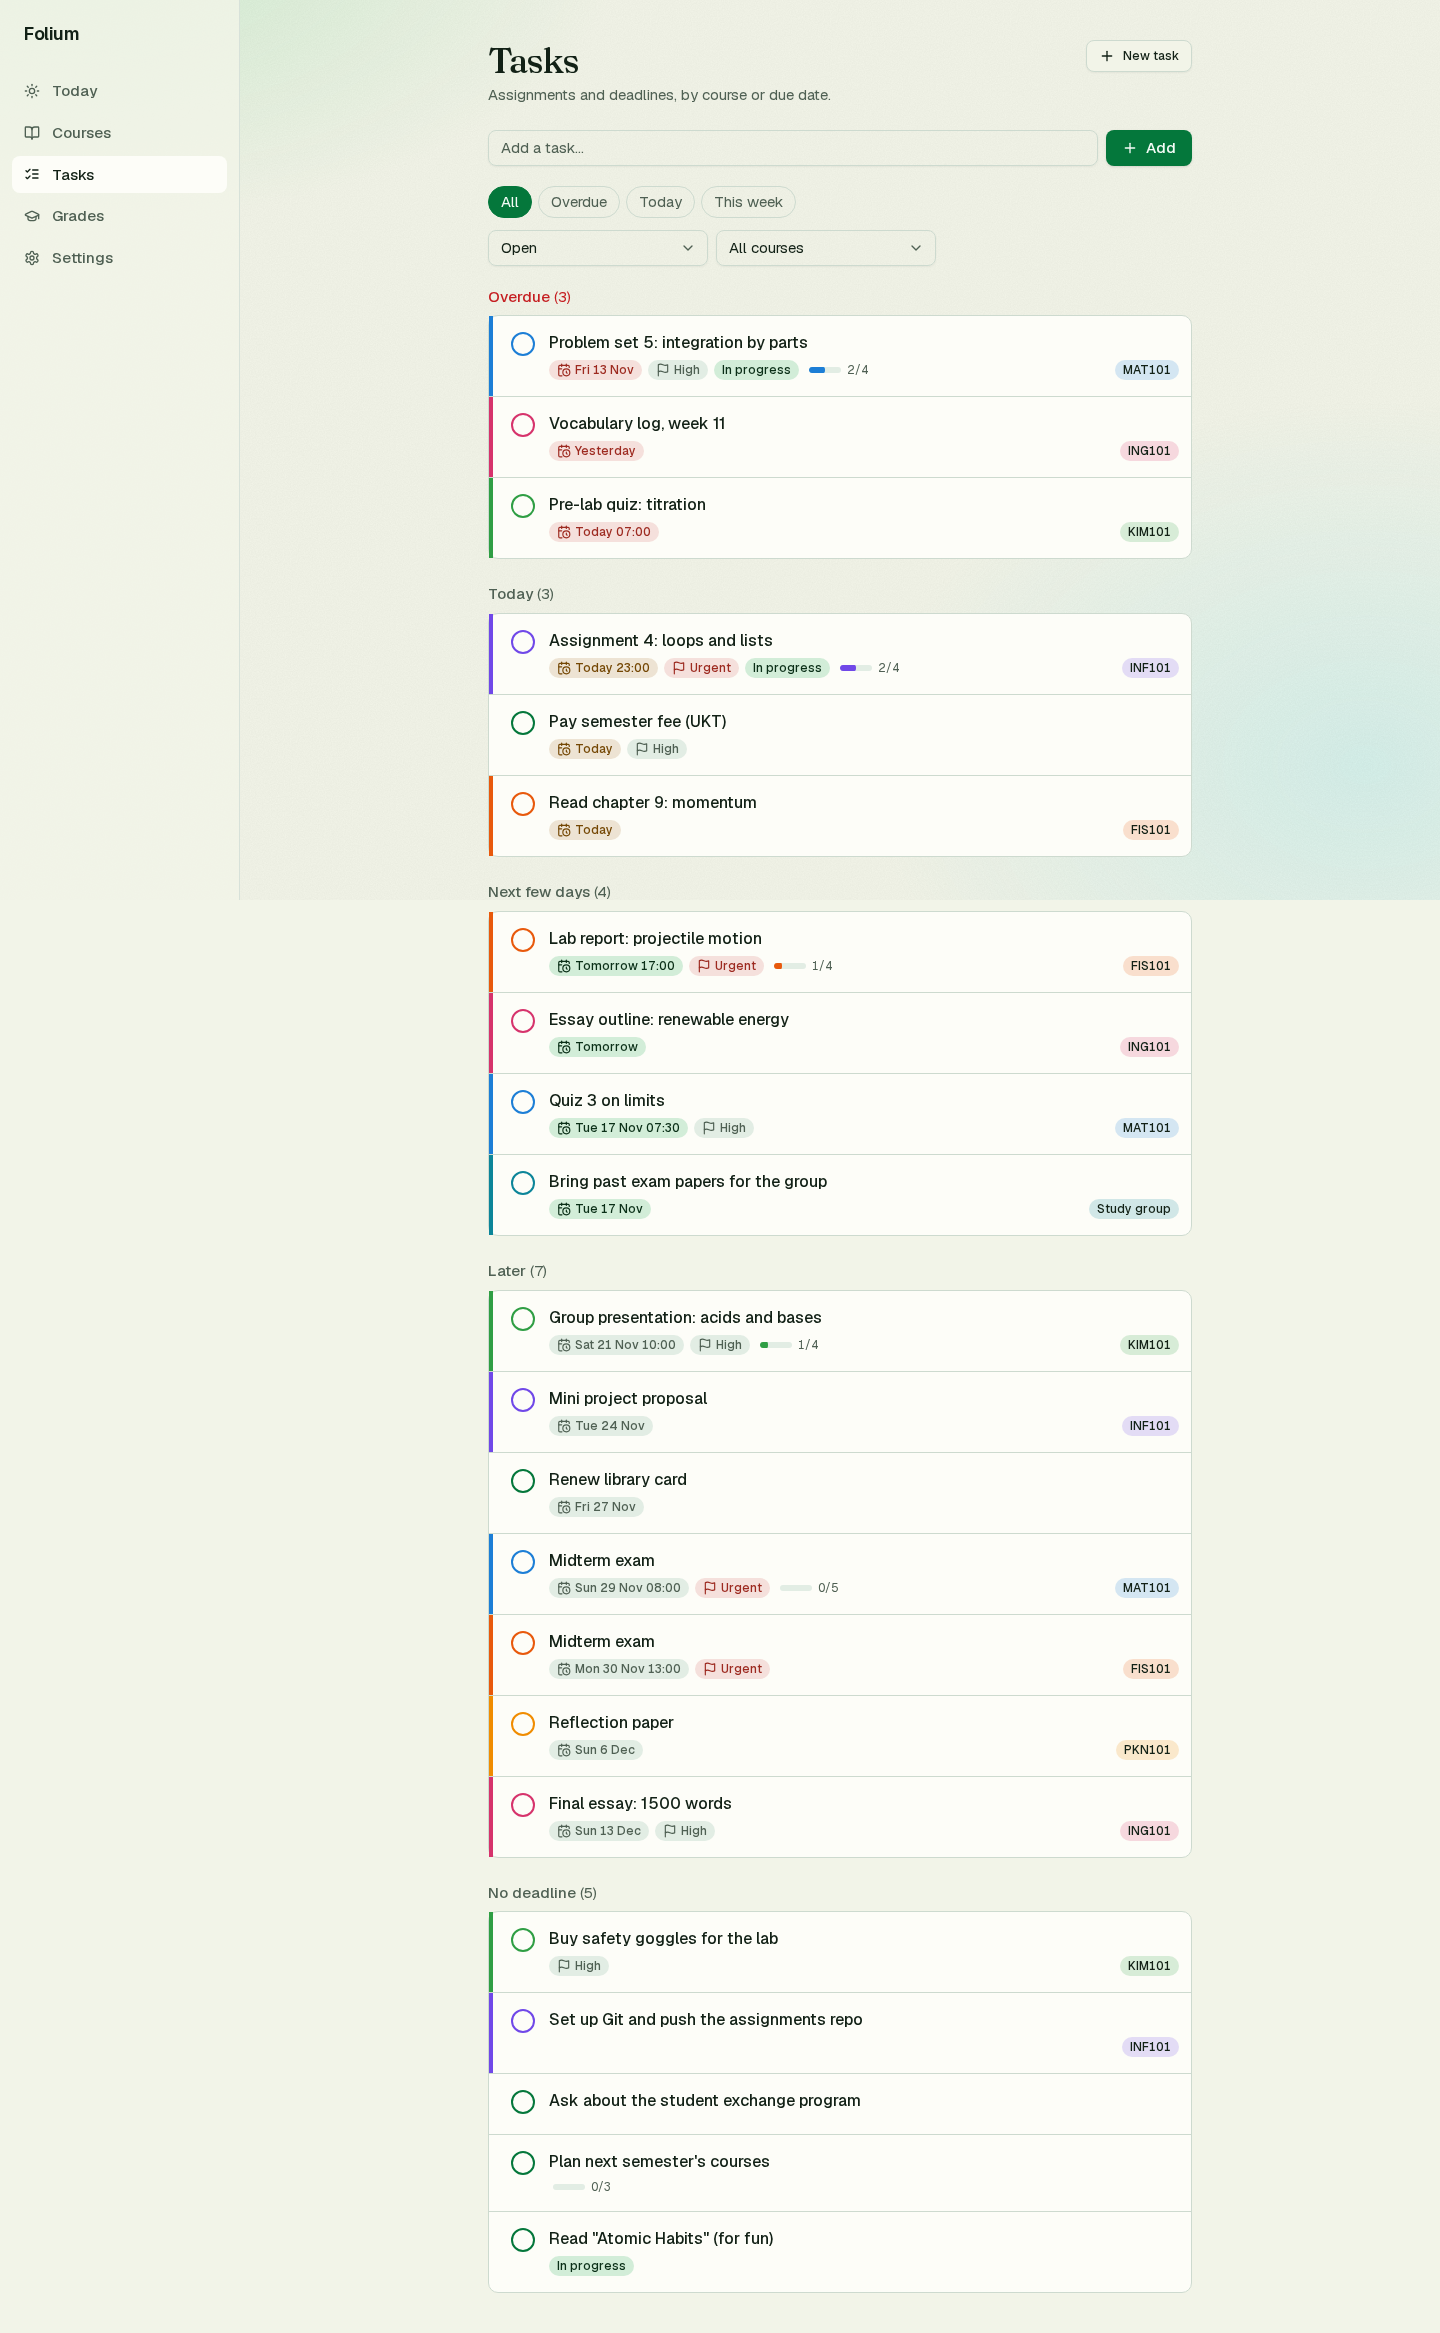 Folium
Today
Courses
Tasks
Grades
Settings
Tasks
New task
Assignments and deadlines, by course or due date.
Add a task...
Add
All
Overdue
Today
This week
Open
All courses
Overdue (3)
Problem set 5: integration by parts
Fri 13 Nov High In progress 2/4 MAT101
Vocabulary log, week 11
Yesterday ING101
Pre-lab quiz: titration
Today 07:00 KIM101
Today (3)
Assignment 4: loops and lists
Today 23:00 Urgent In progress 2/4 INF101
Pay semester fee (UKT)
Today High
Read chapter 9: momentum
Today FIS101
Next few days (4)
Lab report: projectile motion
Tomorrow 17:00 Urgent 1/4 FIS101
Essay outline: renewable energy
Tomorrow ING101
Quiz 3 on limits
Tue 17 Nov 07:30 High MAT101
Bring past exam papers for the group
Tue 17 Nov Study group
Later (7)
Group presentation: acids and bases
Sat 21 Nov 10:00 High 1/4 KIM101
Mini project proposal
Tue 24 Nov INF101
Renew library card
Fri 27 Nov
Midterm exam
Sun 29 Nov 08:00 Urgent 0/5 MAT101
Midterm exam
Mon 30 Nov 13:00 Urgent FIS101
Reflection paper
Sun 6 Dec PKN101
Final essay: 1500 words
Sun 13 Dec High ING101
No deadline (5)
Buy safety goggles for the lab
High KIM101
Set up Git and push the assignments repo
INF101
Ask about the student exchange program
Plan next semester's courses
0/3
Read "Atomic Habits" (for fun)
In progress